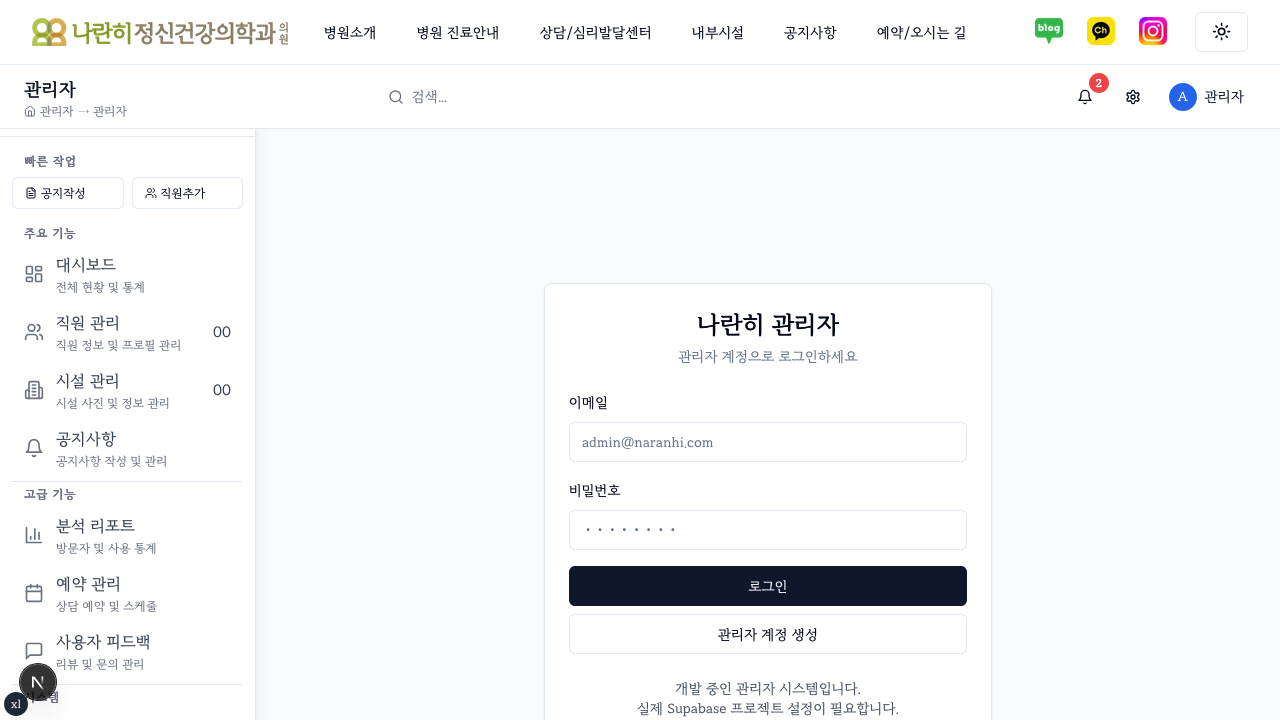 나란히 정신건강의학과 의원
병원소개
병원 진료안내
상담/심리발달센터
내부시설
공지사항
예약/오시는 길
blog
Ch
관리자
관리자 → 관리자
검색...
2
A
관리자
빠른 작업
공지작성
직원추가
주요 기능
대시보드
전체 현황 및 통계
직원 관리
직원 정보 및 프로필 관리
00
시설 관리
시설 사진 및 정보 관리
00
공지사항
공지사항 작성 및 관리
고급 기능
분석 리포트
방문자 및 사용 통계
예약 관리
상담 예약 및 스케줄
사용자 피드백
리뷰 및 문의 관리
N
xl
나란히 관리자
관리자 계정으로 로그인하세요
이메일
admin@naranhi.com
비밀번호
••••••••
로그인
관리자 계정 생성
개발 중인 관리자 시스템입니다.
실제 Supabase 프로젝트 설정이 필요합니다.